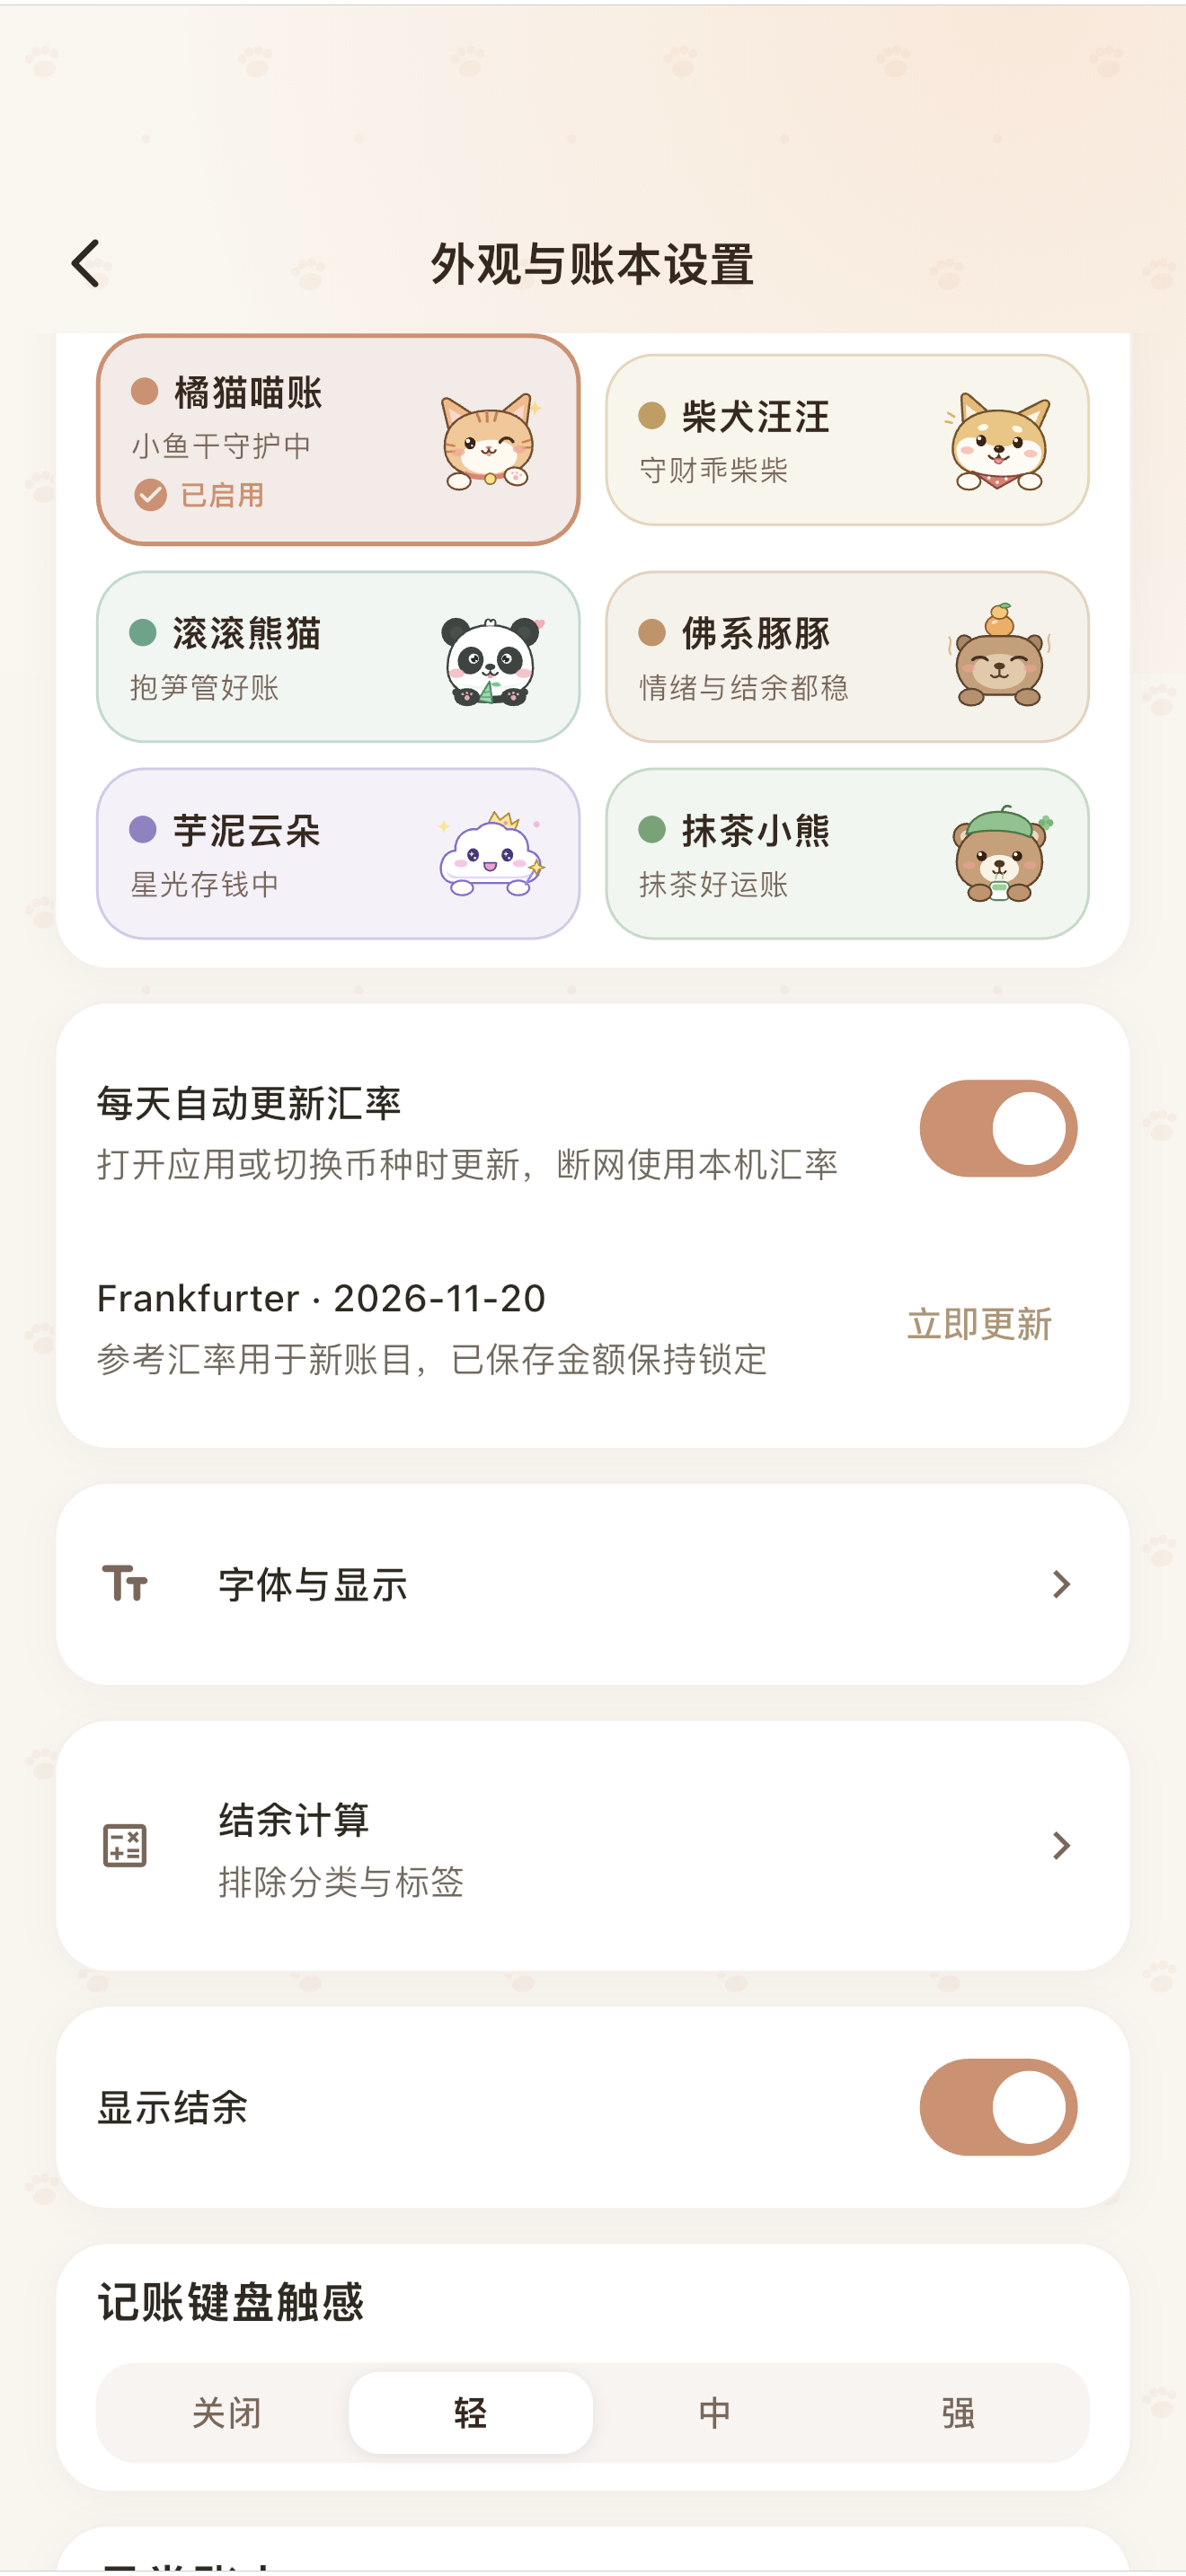 外观与账本设置
橘猫喵账
小鱼干守护中
已启用
柴犬汪汪
守财乖柴柴
滚滚熊猫
抱笋管好账
佛系豚豚
情绪与结余都稳
芋泥云朵
星光存钱中
抹茶小熊
抹茶好运账
每天自动更新汇率
打开应用或切换币种时更新，断网使用本机汇率
Frankfurter · 2026-11-20
立即更新
参考汇率用于新账目，已保存金额保持锁定
字体与显示
结余计算
排除分类与标签
显示结余
记账键盘触感
关闭
轻
中
强